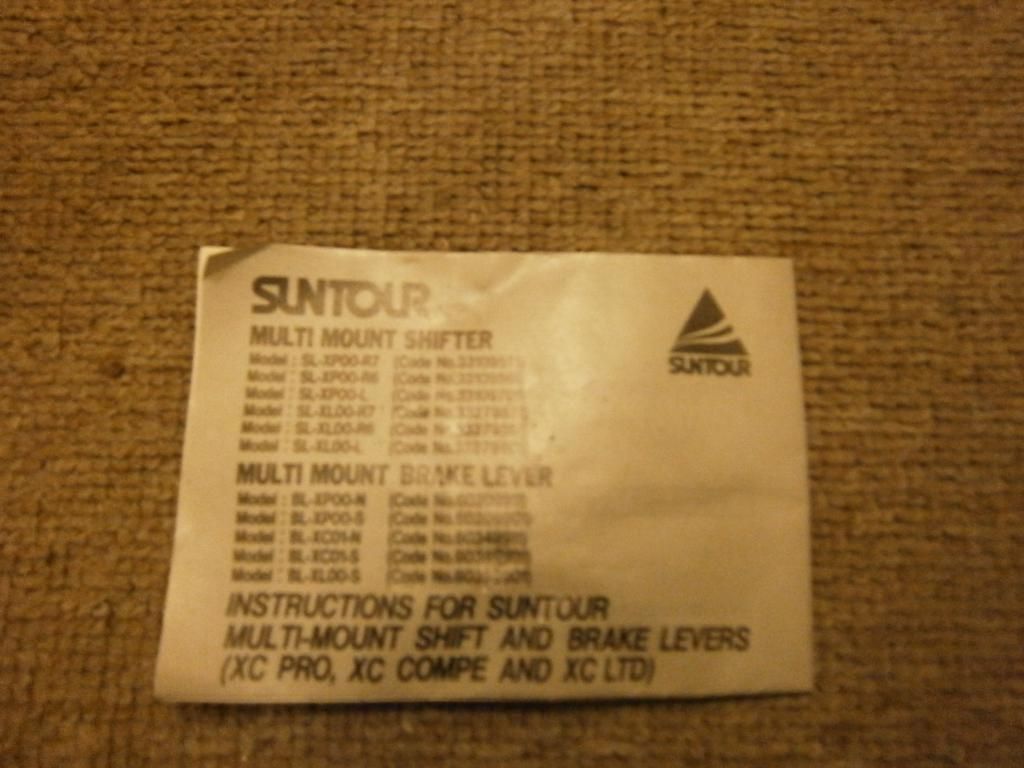 SUNTOUR
MULTI MOUNT SHIFTER
Model : SL-XP00-R7 (Code No.
Model : SL-XP00-R6 (Code No.
Model : SL-XP00-L (Code No.
Model : SL-XL00-R7 (Code No.
Model : SL-XL00-R6 (Code
Model : SL-XL00-L (Code No.
MULTI MOUNT BRAKE LEVER
Model : BL-XP00-N (Code No.
Model : BL-XP00-S (Code No.
Model : BL-XC01-N (Code No.
Model : BL-XC01-S (Code No.
Model : BL-XL00-S (Code No.
INSTRUCTIONS FOR SUNTOUR
MULTI-MOUNT SHIFT AND BRAKE LEVERS
(XC PRO, XC COMPE AND XC LTD)
SUNTOUR